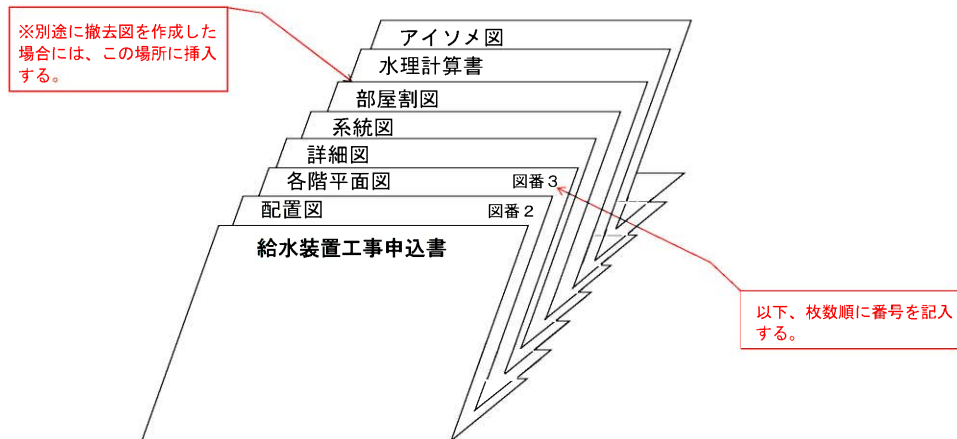 ※別途に撤去図を作成した
場合には、この場所に挿入
する。
アイソメ図
水理計算書
部屋割図
系統図
詳細図
各階平面図 図番3
配置図 図番2
給水装置工事申込書
以下、枚数順に番号を記入
する。